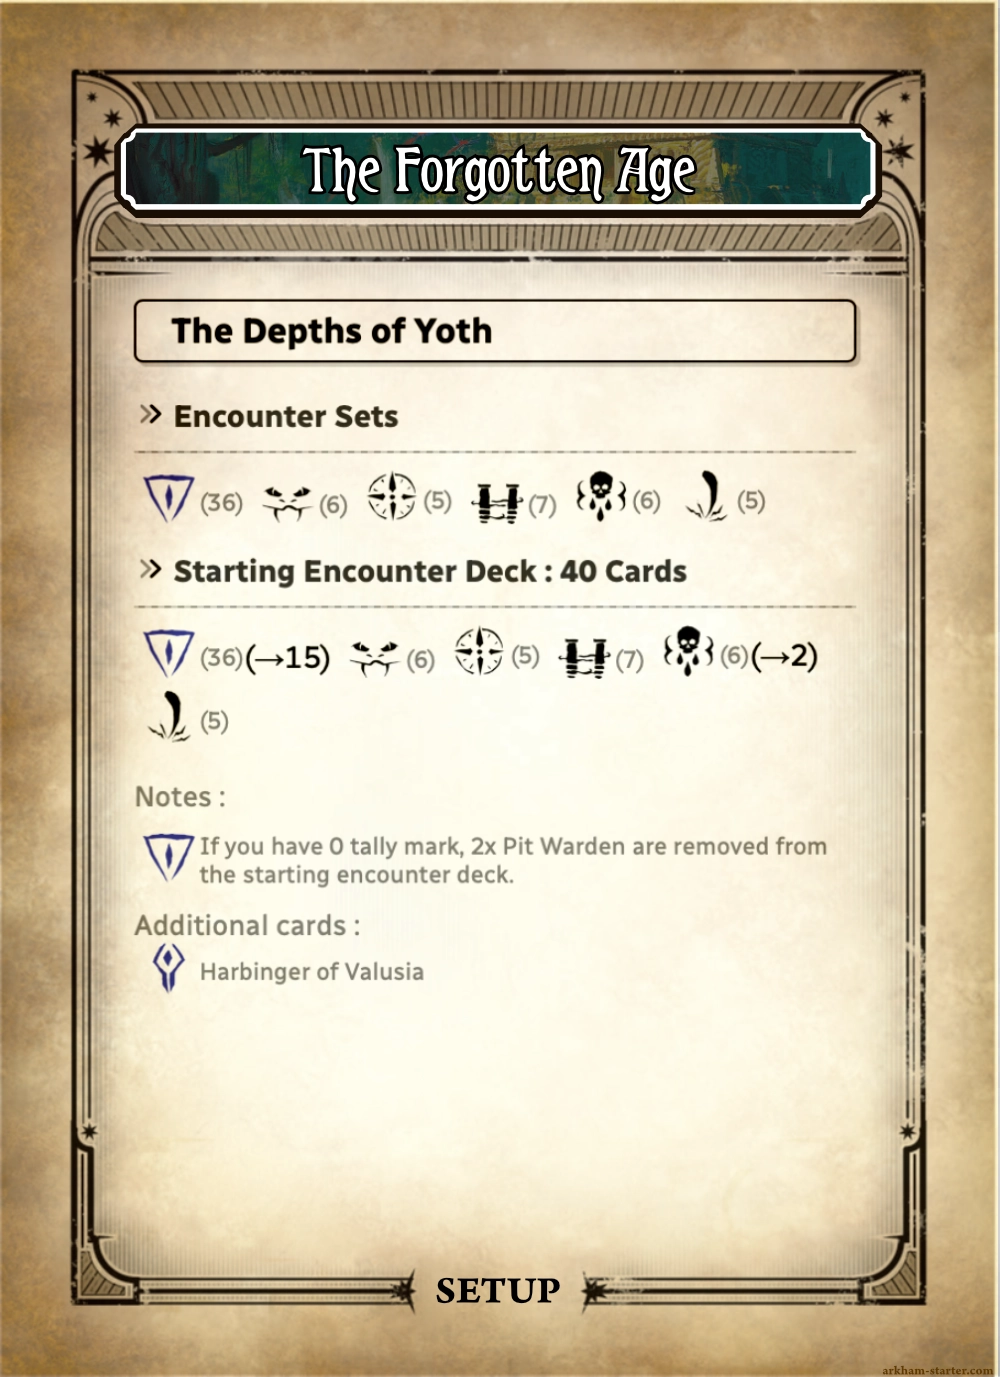 The Forgotten Age
The Depths of Yoth
» Encounter Sets
(36) (6) (5) (7) (6) (5)
» Starting Encounter Deck : 40 Cards
(36)(→15) (6) (5) (7) (6)(→2)
(5)
Notes :
If you have 0 tally mark, 2x Pit Warden are removed from
the starting encounter deck.
Additional cards :
Harbinger of Valusia
SETUP
arkham-starter.com